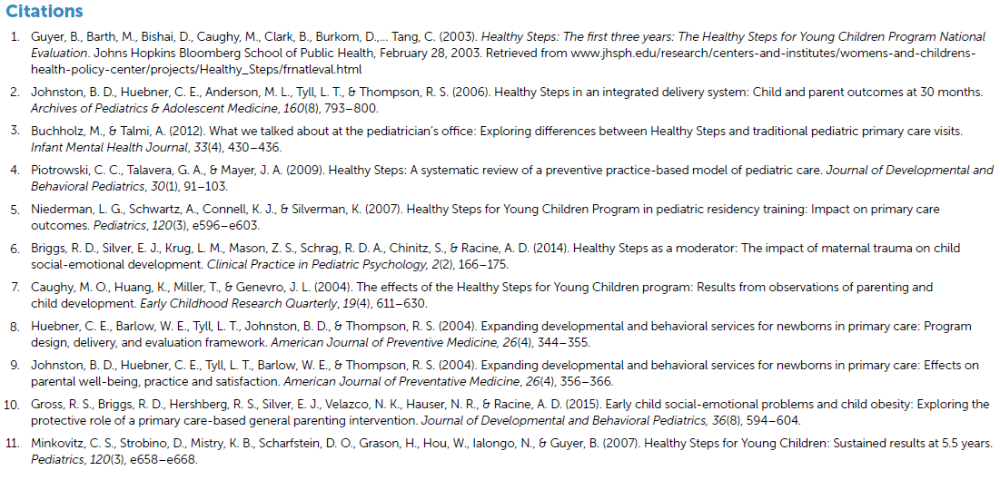 Citations
1. Guyer, B., Barth, M., Bishai, D., Caughy, M., Clark, B., Burkom, D.,... Tang, C. (2003). Healthy Steps: The first three years: The Healthy Steps for Young Children Program National
Evaluation. Johns Hopkins Bloomberg School of Public Health, February 28, 2003. Retrieved from www.jhsph.edu/research/centers-and-institutes/womens-and-childrens-
health-policy-center/projects/Healthy_Steps/frnatleval.html
2. Johnston, B. D., Huebner, C. E., Anderson, M. L., Tyll, L. T., & Thompson, R. S. (2006). Healthy Steps in an integrated delivery system: Child and parent outcomes at 30 months.
Archives of Pediatrics & Adolescent Medicine, 160(8), 793–800.
3. Buchholz, M., & Talmi, A. (2012). What we talked about at the pediatrician's office: Exploring differences between Healthy Steps and traditional pediatric primary care visits.
Infant Mental Health Journal, 33(4), 430–436.
4. Piotrowski, C. C., Talavera, G. A., & Mayer, J. A. (2009). Healthy Steps: A systematic review of a preventive practice-based model of pediatric care. Journal of Developmental and
Behavioral Pediatrics, 30(1), 91–103.
5. Niederman, L. G., Schwartz, A., Connell, K. J., & Silverman, K. (2007). Healthy Steps for Young Children Program in pediatric residency training: Impact on primary care
outcomes. Pediatrics, 120(3), e596–e603.
6. Briggs, R. D., Silver, E. J., Krug, L. M., Mason, Z. S., Schrag, R. D. A., Chinitz, S., & Racine, A. D. (2014). Healthy Steps as a moderator: The impact of maternal trauma on child
social-emotional development. Clinical Practice in Pediatric Psychology, 2(2), 166–175.
7. Caughy, M. O., Huang, K., Miller, T., & Genevro, J. L. (2004). The effects of the Healthy Steps for Young Children program: Results from observations of parenting and
child development. Early Childhood Research Quarterly, 19(4), 611–630.
8. Huebner, C. E., Barlow, W. E., Tyll, L. T., Johnston, B. D., & Thompson, R. S. (2004). Expanding developmental and behavioral services for newborns in primary care: Program
design, delivery, and evaluation framework. American Journal of Preventive Medicine, 26(4), 344–355.
9. Johnston, B. D., Huebner, C. E., Tyll, L. T., Barlow, W. E., & Thompson, R. S. (2004). Expanding developmental and behavioral services for newborns in primary care: Effects on
parental well-being, practice and satisfaction. American Journal of Preventative Medicine, 26(4), 356–366.
10. Gross, R. S., Briggs, R. D., Hershberg, R. S., Silver, E. J., Velazco, N. K., Hauser, N. R., & Racine, A. D. (2015). Early child social-emotional problems and child obesity: Exploring the
protective role of a primary care-based general parenting intervention. Journal of Developmental and Behavioral Pediatrics, 36(8), 594–604.
11. Minkovitz, C. S., Strobino, D., Mistry, K. B., Scharfstein, D. O., Grason, H., Hou, W., Ialongo, N., & Guyer, B. (2007). Healthy Steps for Young Children: Sustained results at 5.5 years.
Pediatrics, 120(3), e658–e668.